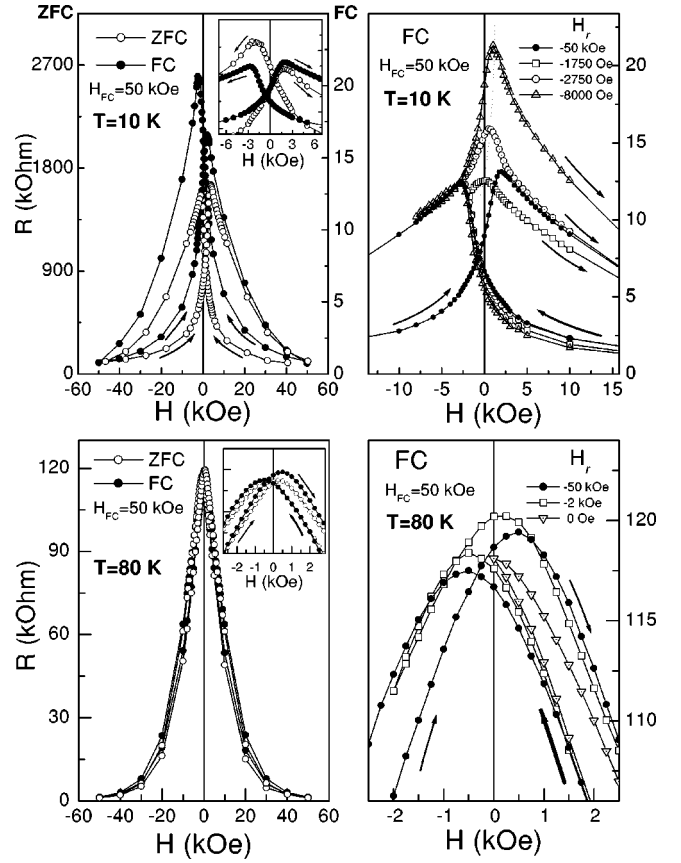 ZFC
FC
ZFC
FC
H_FC=50 kOe
T=10 K
2700
1800
900
0
R (kOhm)
20
15
10
5
0
-6 -3 0 3 6
H (kOe)
-60 -40 -20 0 20 40 60
H (kOe)
FC
H_FC=50 kOe
T=10 K
H_r
-50 kOe
-1750 Oe
-2750 Oe
-8000 Oe
20
15
10
5
0
-10 -5 0 5 10 15
H (kOe)
ZFC
FC
H_FC=50 kOe
T=80 K
120
90
60
30
0
R (kOhm)
-2 -1 0 1 2
H (kOe)
-60 -40 -20 0 20 40 60
H (kOe)
FC
H_FC=50 kOe
T=80 K
H_r
-50 kOe
-2 kOe
0 Oe
120
115
110
-2 -1 0 1 2
H (kOe)